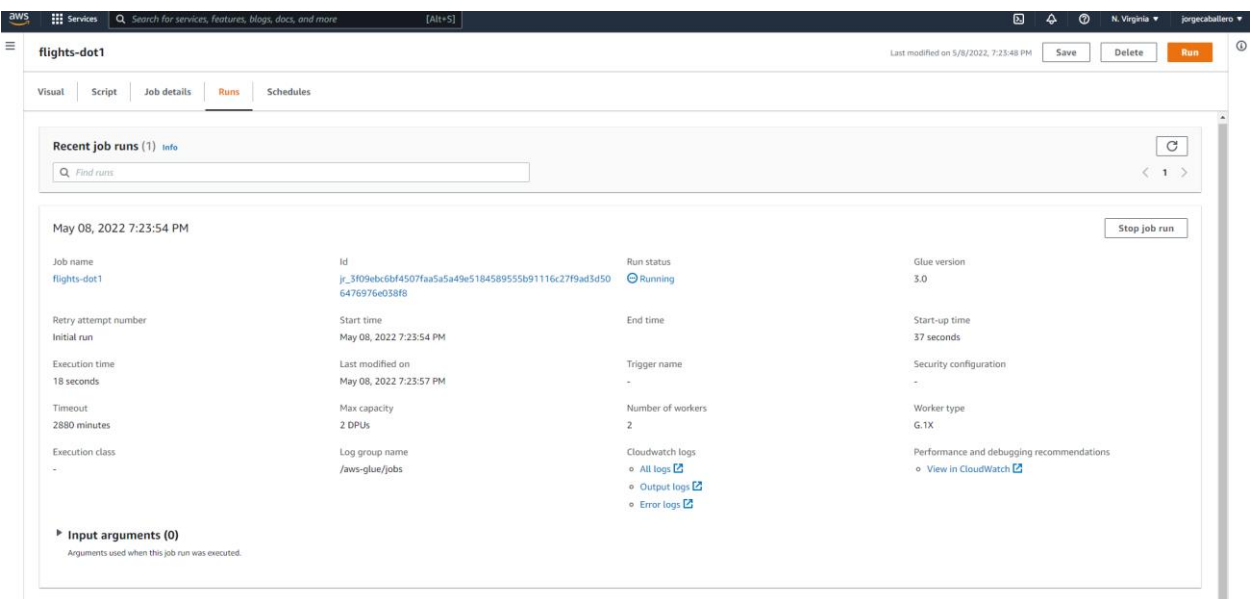 aws Services Search for services, features, blogs, docs, and more [Alt+S] N. Virginia jorgecaballero
flights-dot1 Last modified on 5/8/2022, 7:23:48 PM Save Delete Run
Visual Script Job details Runs Schedules
Recent job runs (1) Info
Find runs 1
May 08, 2022 7:23:54 PM Stop job run
Job name Id Run status Glue version
flights-dot1 jr_3f09ebc6bf4507faa5a5a49e5184589555b91116c27f9ad3d50 Running 3.0
6476976e038f8
Retry attempt number Start time End time Start-up time
Initial run May 08, 2022 7:23:54 PM 37 seconds
Execution time Last modified on Trigger name Security configuration
18 seconds May 08, 2022 7:23:57 PM - -
Timeout Max capacity Number of workers Worker type
2880 minutes 2 DPUs 2 G.1X
Execution class Log group name Cloudwatch logs Performance and debugging recommendations
- /aws-glue/jobs All logs View in CloudWatch
Output logs
Error logs
Input arguments (0)
Arguments used when this job run was executed.